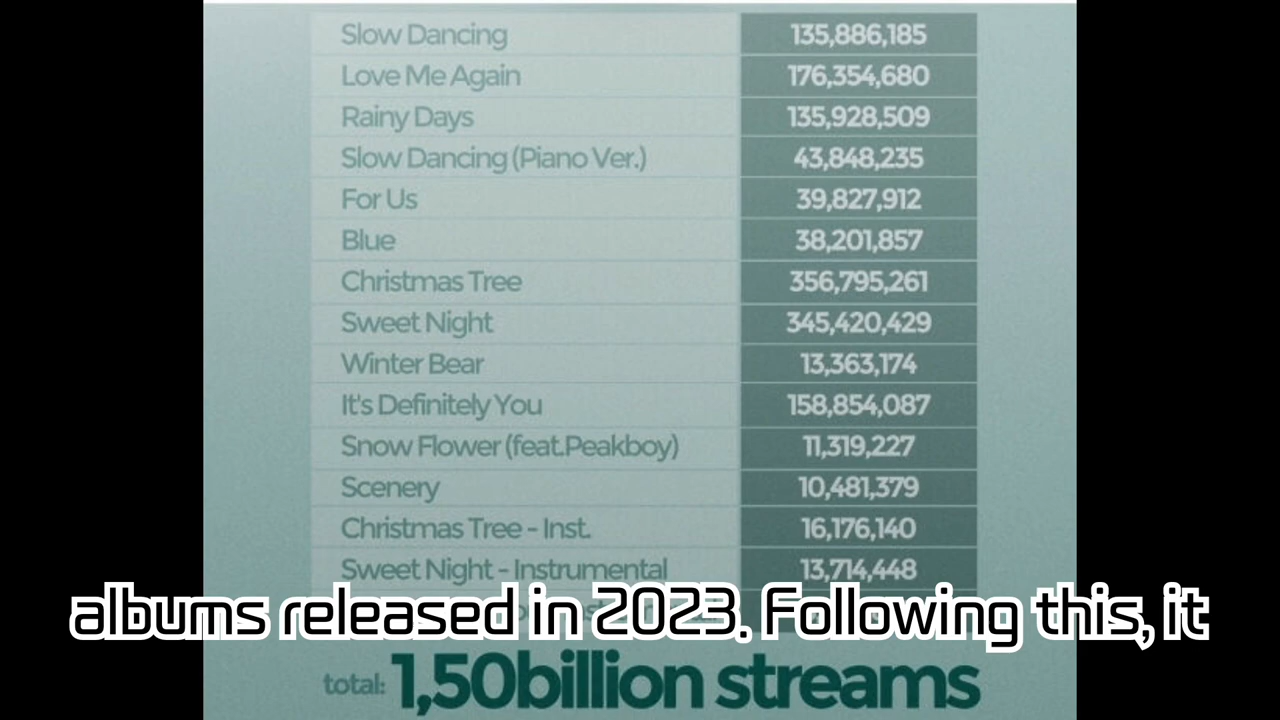 Slow Dancing 135,886,185
Love Me Again 176,354,680
Rainy Days 135,928,509
Slow Dancing (Piano Ver.) 43,848,235
For Us 39,827,912
Blue 38,201,857
Christmas Tree 356,795,261
Sweet Night 345,420,429
Winter Bear 13,363,174
It's Definitely You 158,854,087
Snow Flower (feat.Peakboy) 11,319,227
Scenery 10,481,379
Christmas Tree - Inst. 16,176,140
Sweet Night - Instrumental 13,714,448
albums released in 2023. Following this, it
total: 1,50billion streams